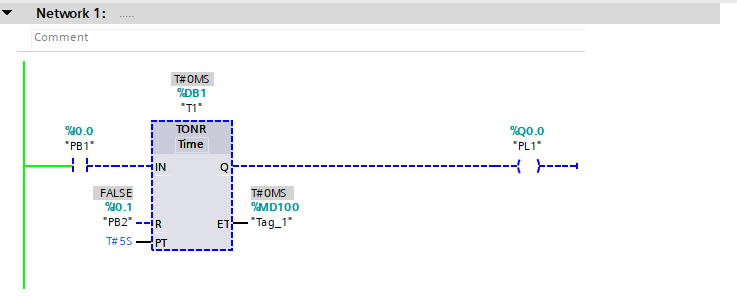 Network 1: .....
Comment
T#0MS
%DB1
"T1"
%I0.0
"PB1"
TONR
Time
%Q0.0
"PL1"
IN
Q
FALSE
%I0.1
"PB2"
R
T#0MS
%MD100
"Tag_1"
ET
T#5S
PT